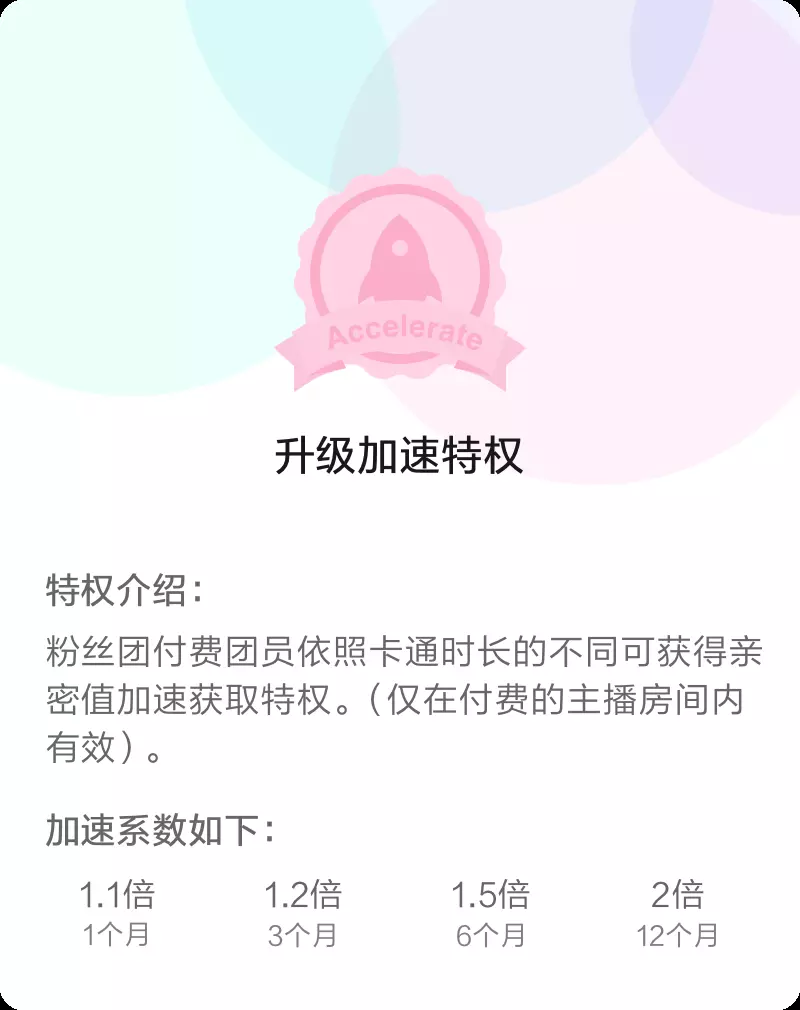 Accelerate
升级加速特权
特权介绍：
粉丝团付费团员依照卡通时长的不同可获得亲
密值加速获取特权。（仅在付费的主播房间内
有效）。
加速系数如下：
1.1倍 1.2倍 1.5倍 2倍
1个月 3个月 6个月 12个月